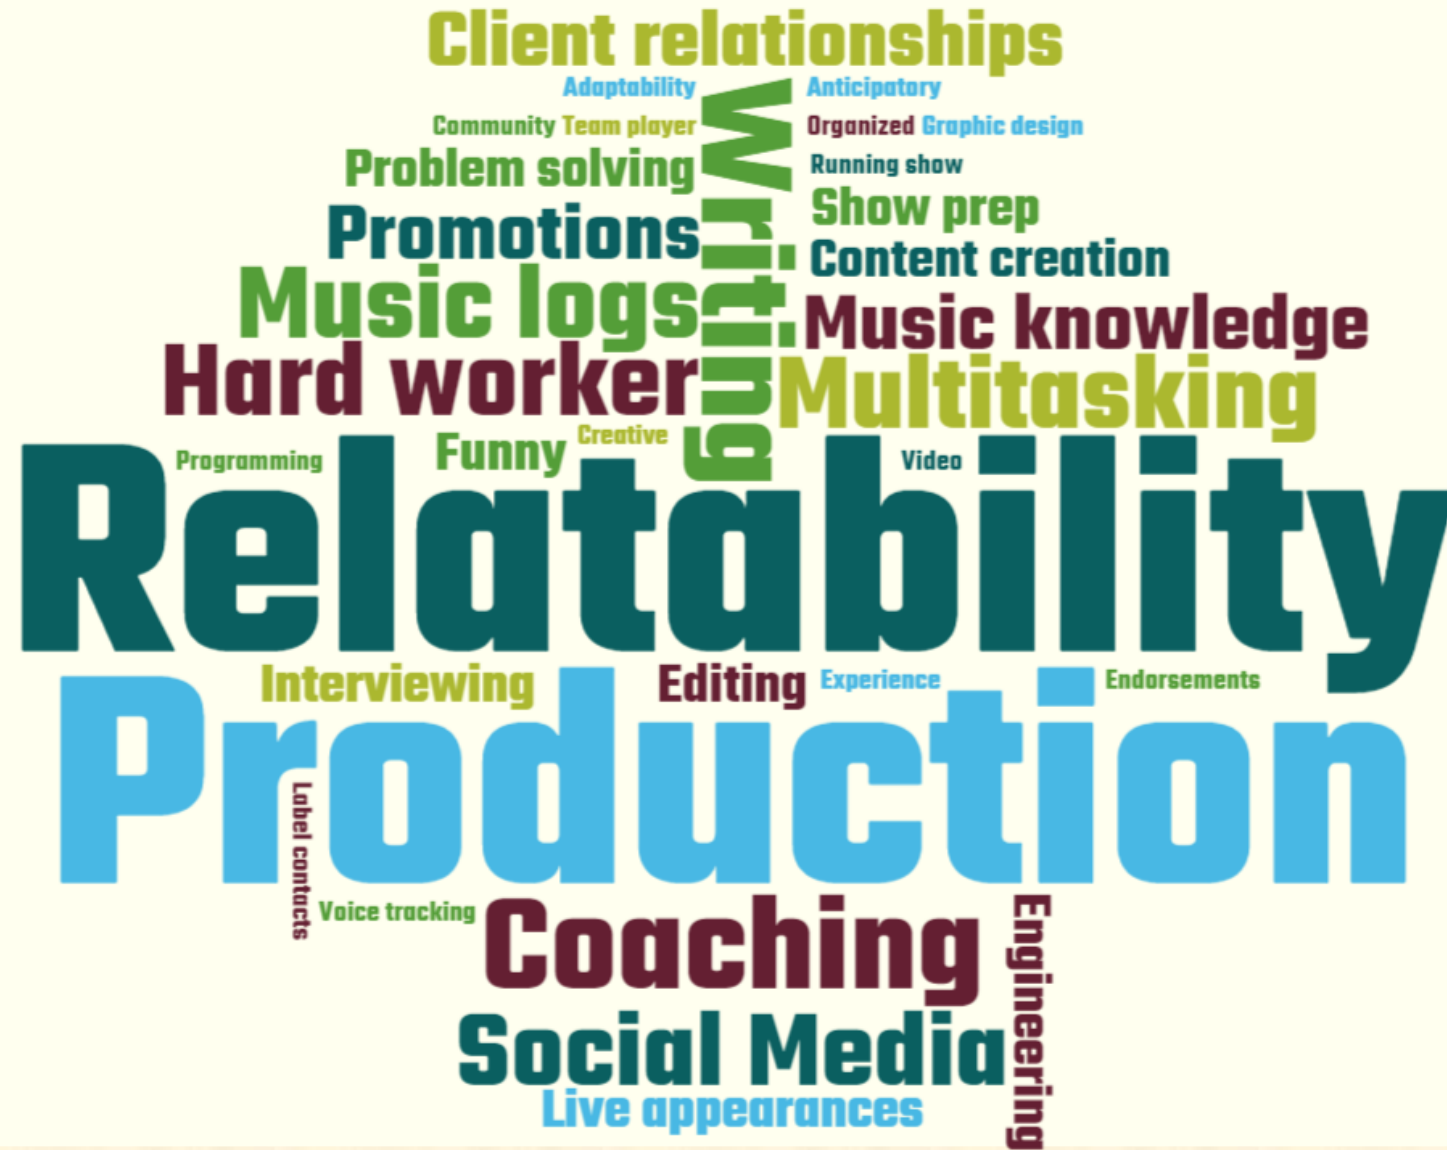 Client relationships
Adaptability
Anticipatory
Community
Team player
Writing
Organized
Graphic design
Problem solving
Running show
Promotions
Show prep
Content creation
Music logs
Music knowledge
Hard worker
Multitasking
Programming
Funny
Creative
Video
Relatability
Interviewing
Editing
Experience
Endorsements
Production
Label contacts
Voice tracking
Coaching
Engineering
Social Media
Live appearances